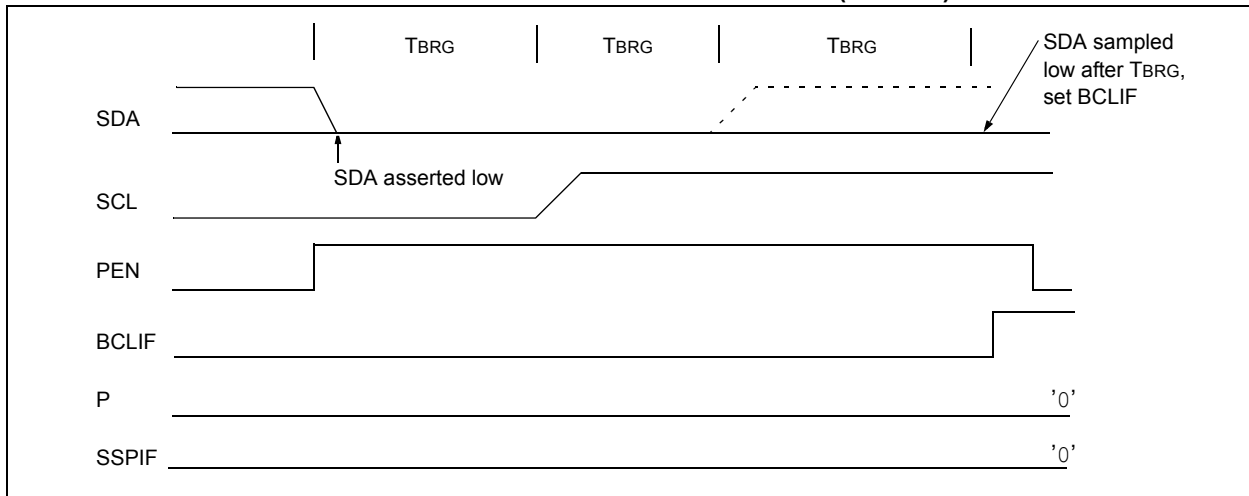 TBRG TBRG TBRG
SDA sampled
low after TBRG,
set BCLIF
SDA
SDA asserted low
SCL
PEN
BCLIF
P '0'
SSPIF '0'